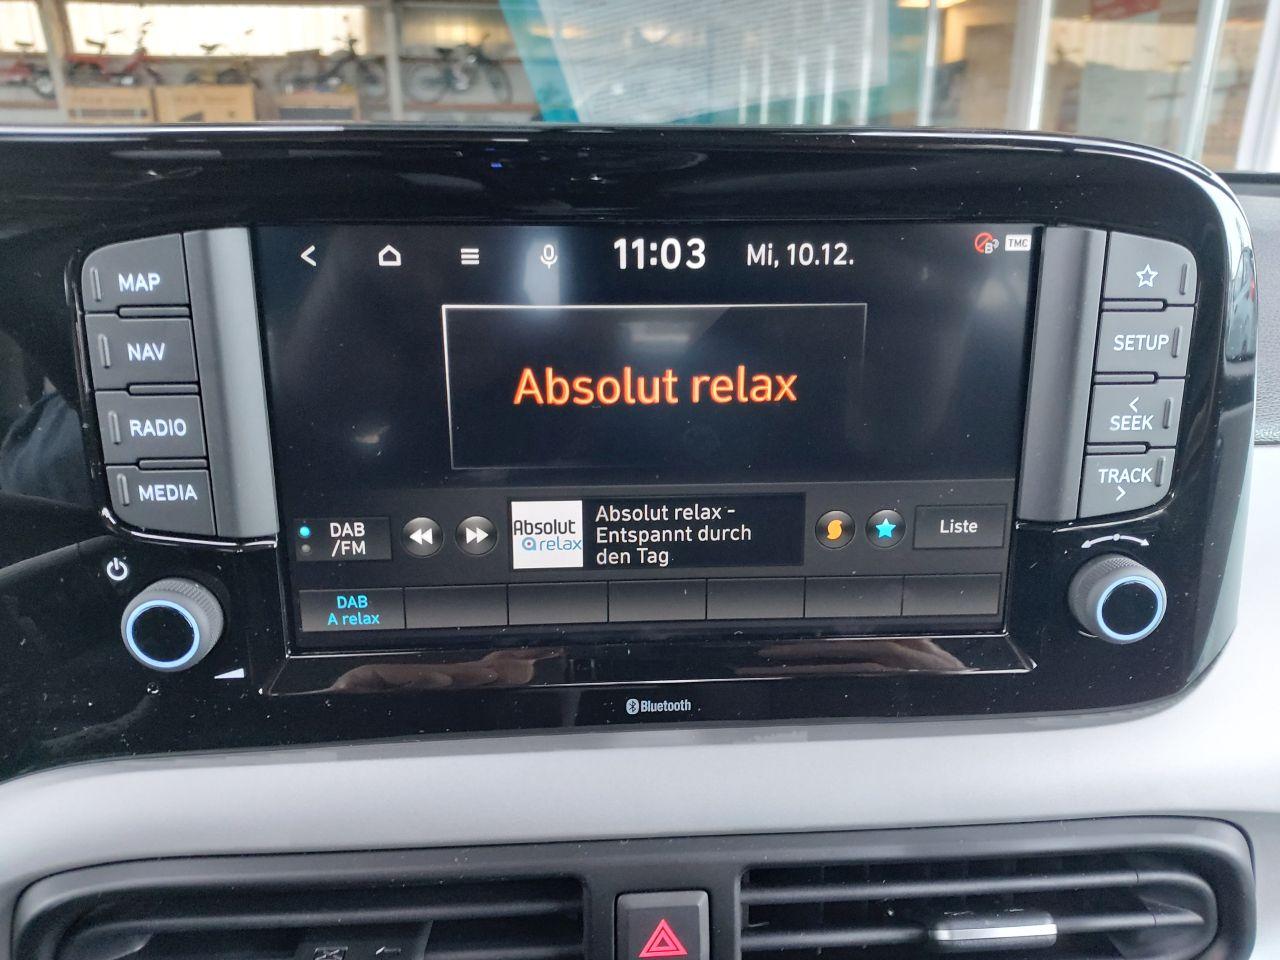 MAP
NAV
RADIO
MEDIA
11:03
Mi, 10.12.
B
TMC
Absolut relax
DAB
/FM
Absolut
relax
Absolut relax -
Entspannt durch
den Tag
Liste
DAB
A relax
SETUP
SEEK
TRACK
Bluetooth